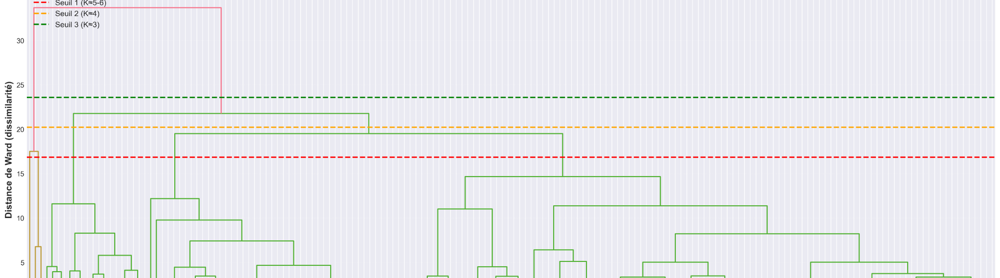 Seuil 1 (K≈5-6)
Seuil 2 (K≈4)
Seuil 3 (K≈3)
30
25
20
15
10
5
Distance de Ward (dissimilarité)